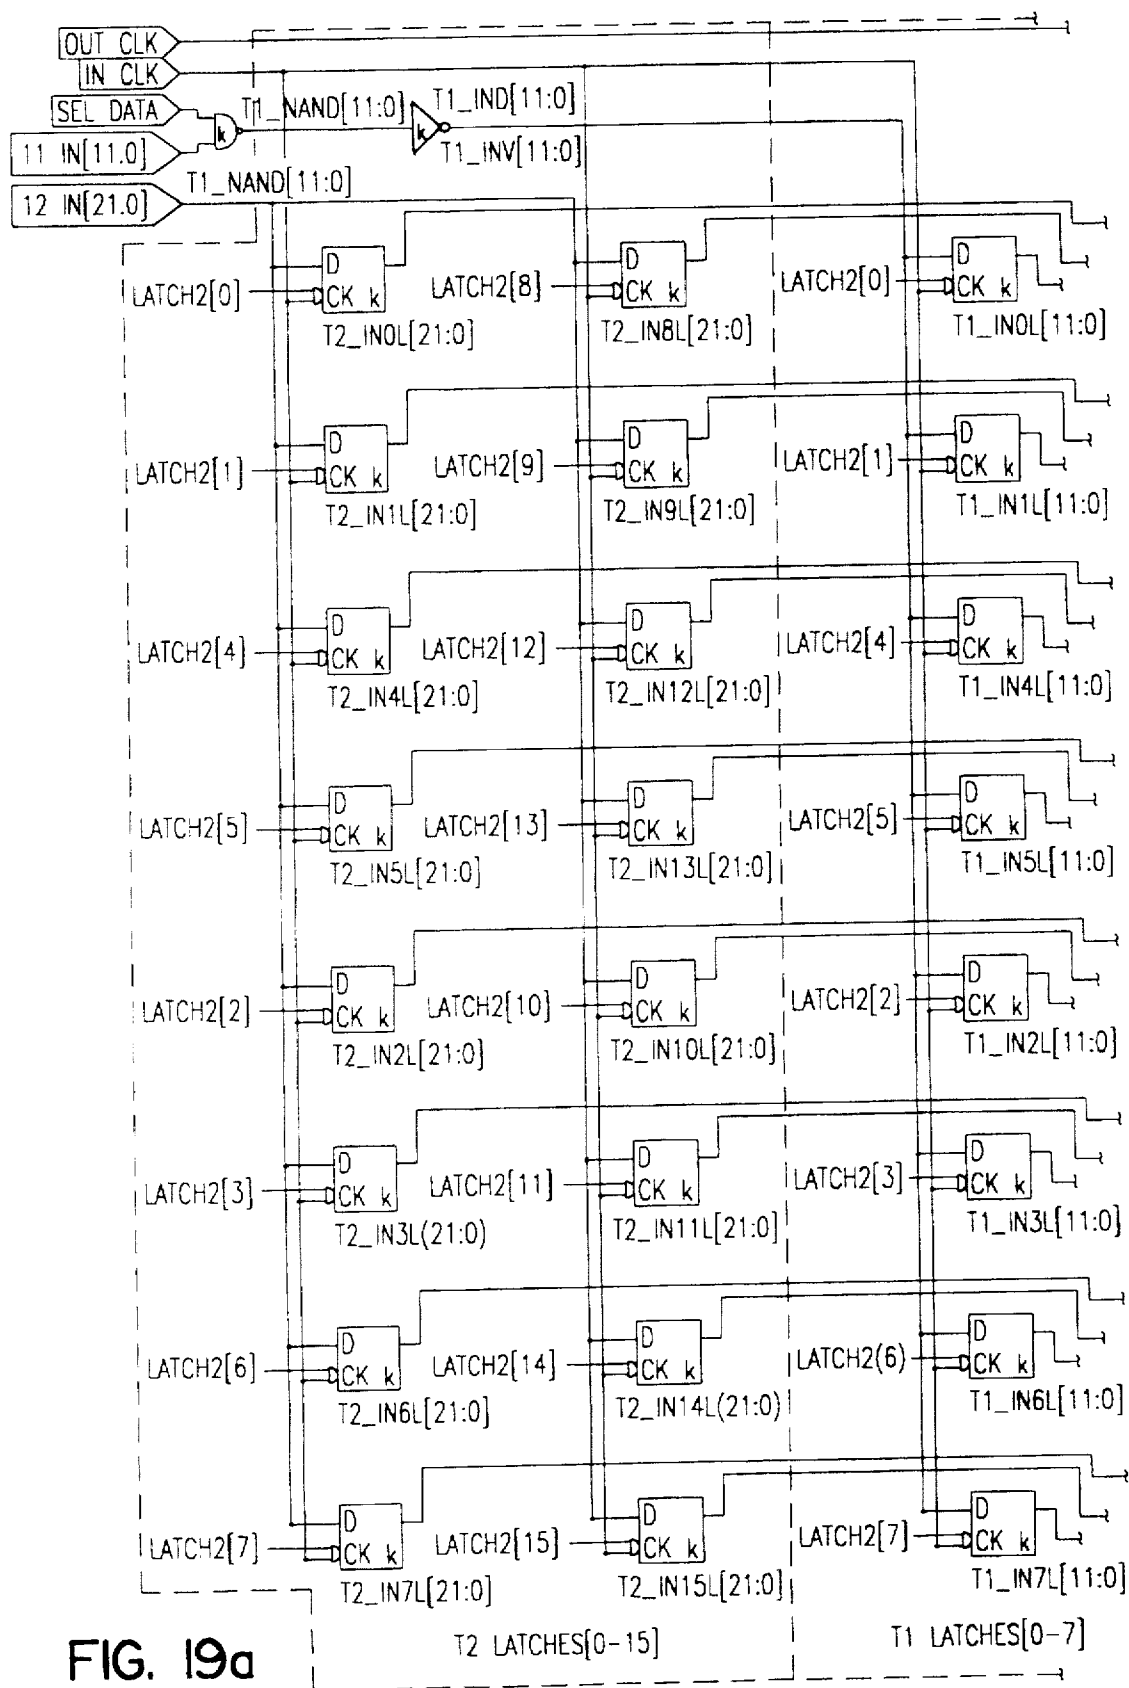 OUT CLK
IN CLK
SEL DATA
T1_NAND[11:0]
T1_IND[11:0]
k
k
11 IN[11.0]
T1_INV[11:0]
T1_NAND[11:0]
12 IN[21.0]
D
D
D
LATCH2[0]
CK k
LATCH2[8]
CK k
LATCH2[0]
CK k
T2_IN0L[21:0]
T2_IN8L[21:0]
T1_IN0L[11:0]
D
D
D
LATCH2[1]
CK k
LATCH2[9]
CK k
LATCH2[1]
CK k
T2_IN1L[21:0]
T2_IN9L[21:0]
T1_IN1L[11:0]
D
D
D
LATCH2[4]
CK k
LATCH2[12]
CK k
LATCH2[4]
CK k
T2_IN4L[21:0]
T2_IN12L[21:0]
T1_IN4L[11:0]
D
D
D
LATCH2[5]
CK k
LATCH2[13]
CK k
LATCH2[5]
CK k
T2_IN5L[21:0]
T2_IN13L[21:0]
T1_IN5L[11:0]
D
D
D
LATCH2[2]
CK k
LATCH2[10]
CK k
LATCH2[2]
CK k
T2_IN2L[21:0]
T2_IN10L[21:0]
T1_IN2L[11:0]
D
D
D
LATCH2[3]
CK k
LATCH2[11]
CK k
LATCH2[3]
CK k
T2_IN3L(21:0)
T2_IN11L[21:0]
T1_IN3L[11:0]
D
D
D
LATCH2[6]
CK k
LATCH2[14]
CK k
LATCH2(6)
CK k
T2_IN6L[21:0]
T2_IN14L(21:0)
T1_IN6L[11:0]
D
D
D
LATCH2[7]
CK k
LATCH2[15]
CK k
LATCH2[7]
CK k
T2_IN7L[21:0]
T2_IN15L[21:0]
T1_IN7L[11:0]
T2 LATCHES[0-15]
T1 LATCHES[0-7]
FIG. 19a